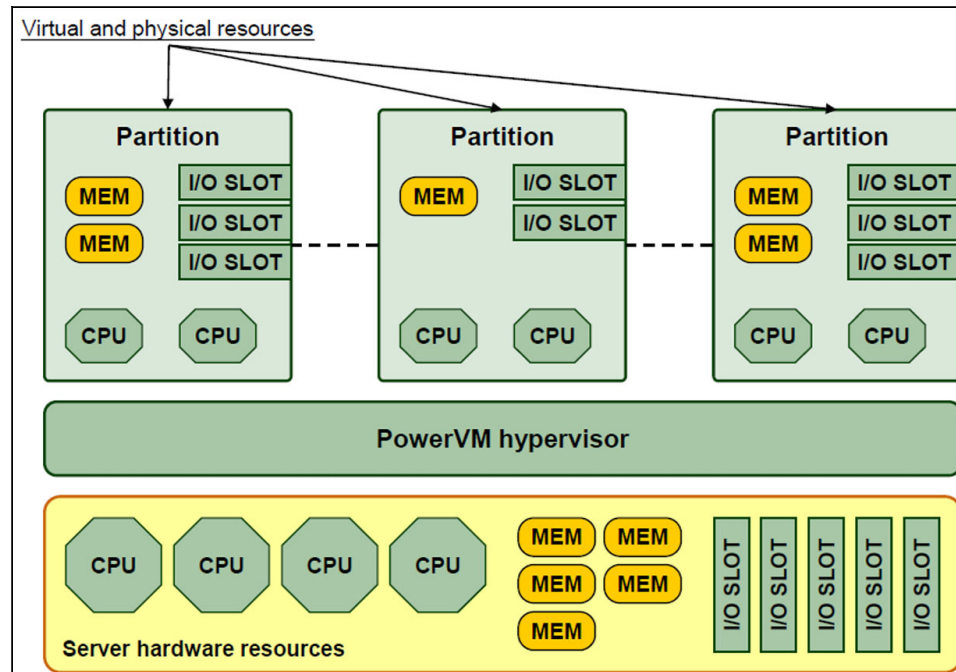 Virtual and physical resources
Partition
MEM
MEM
I/O SLOT
I/O SLOT
I/O SLOT
CPU
CPU
Partition
MEM
I/O SLOT
I/O SLOT
CPU
CPU
Partition
MEM
MEM
I/O SLOT
I/O SLOT
I/O SLOT
CPU
CPU
PowerVM hypervisor
CPU
CPU
CPU
CPU
MEM
MEM
MEM
MEM
MEM
I/O SLOT
I/O SLOT
I/O SLOT
I/O SLOT
I/O SLOT
Server hardware resources